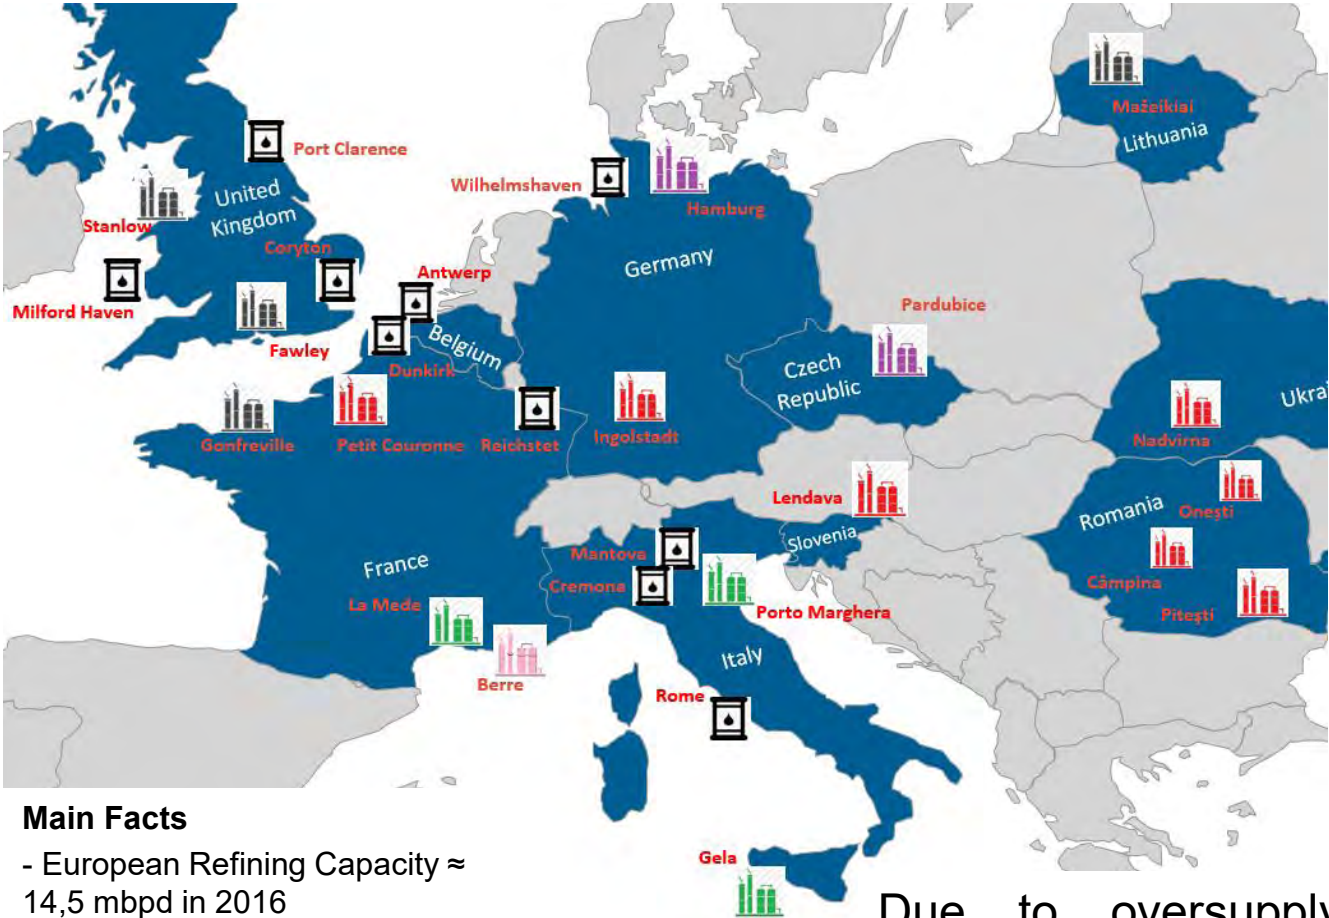 Mažeikiai
Lithuania
Port Clarence
Wilhelmshaven
United
Kingdom
Hamburg
Stanlow
Coryton
Germany
Antwerp
Milford Haven
Pardubice
Belgium
Fawley
Dunkirk
Czech
Republic
Ukrai
Gonfreville
Petit Couronne
Reichstet
Ingolstadt
Nadvirna
Lendava
Romania
Onești
Slovenia
Mantova
France
Cremona
Câmpina
La Mede
Porto Marghera
Pitești
Italy
Berre
Rome
Main Facts
- European Refining Capacity ≈
14,5 mbpd in 2016
Gela
Due to oversupply